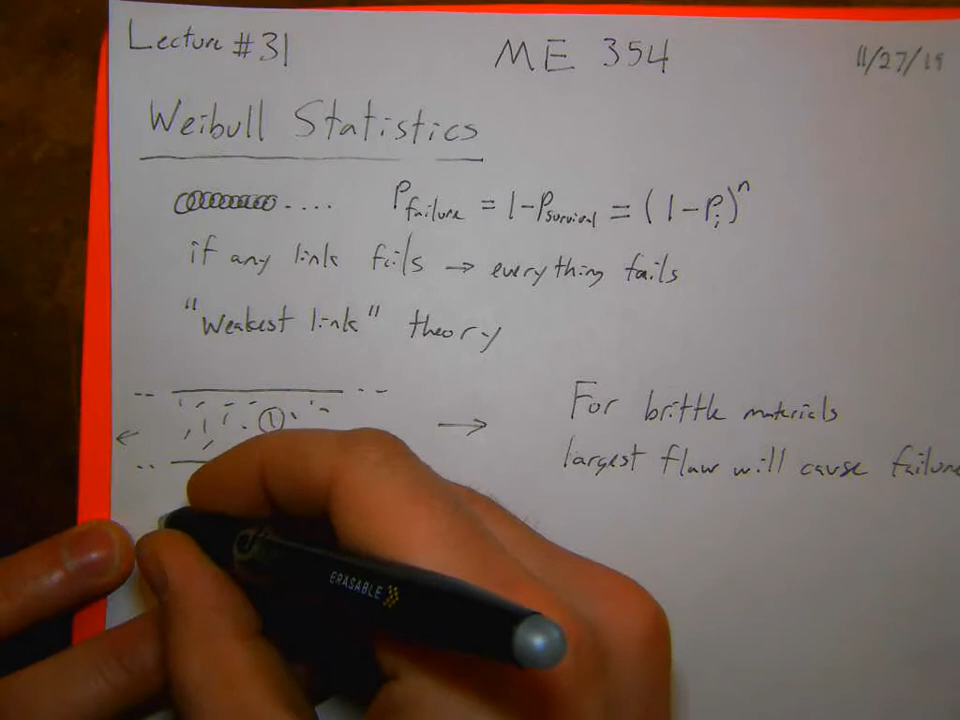 Lecture #31 ME 354 11/27/19
Weibull Statistics
.... P_failure = 1-P_survival = (1-P_i)^n
if any link fails → everything fails
"Weakest link" theory
For brittle materials
largest flaw will cause failure
ERASABLE